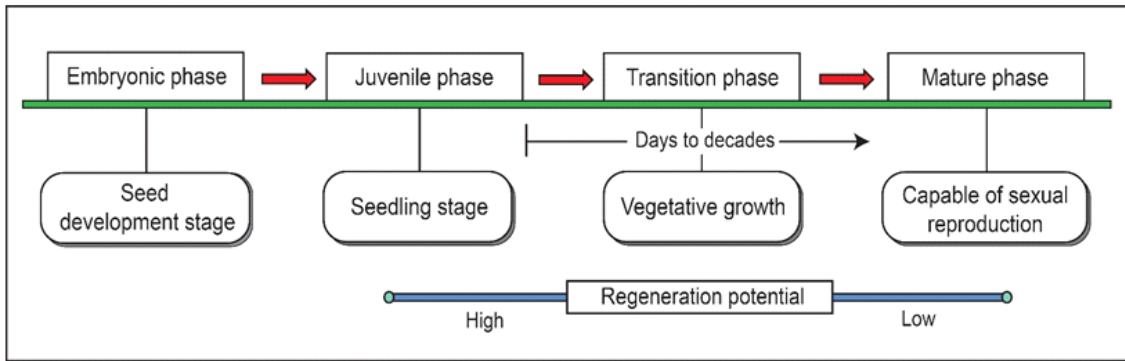 Embryonic phase
Juvenile phase
Transition phase
Mature phase
Days to decades
Seed
development stage
Seedling stage
Vegetative growth
Capable of sexual
reproduction
Regeneration potential
High
Low